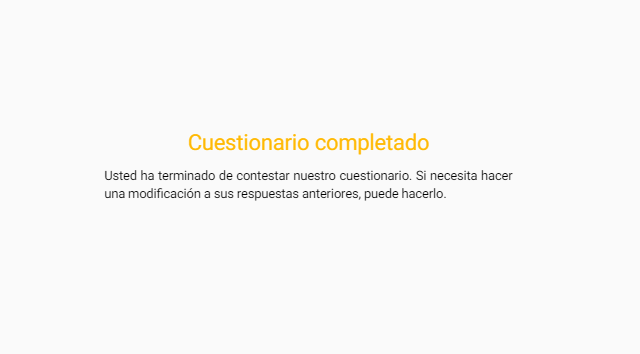 Cuestionario completado
Usted ha terminado de contestar nuestro cuestionario. Si necesita hacer
una modificación a sus respuestas anteriores, puede hacerlo.